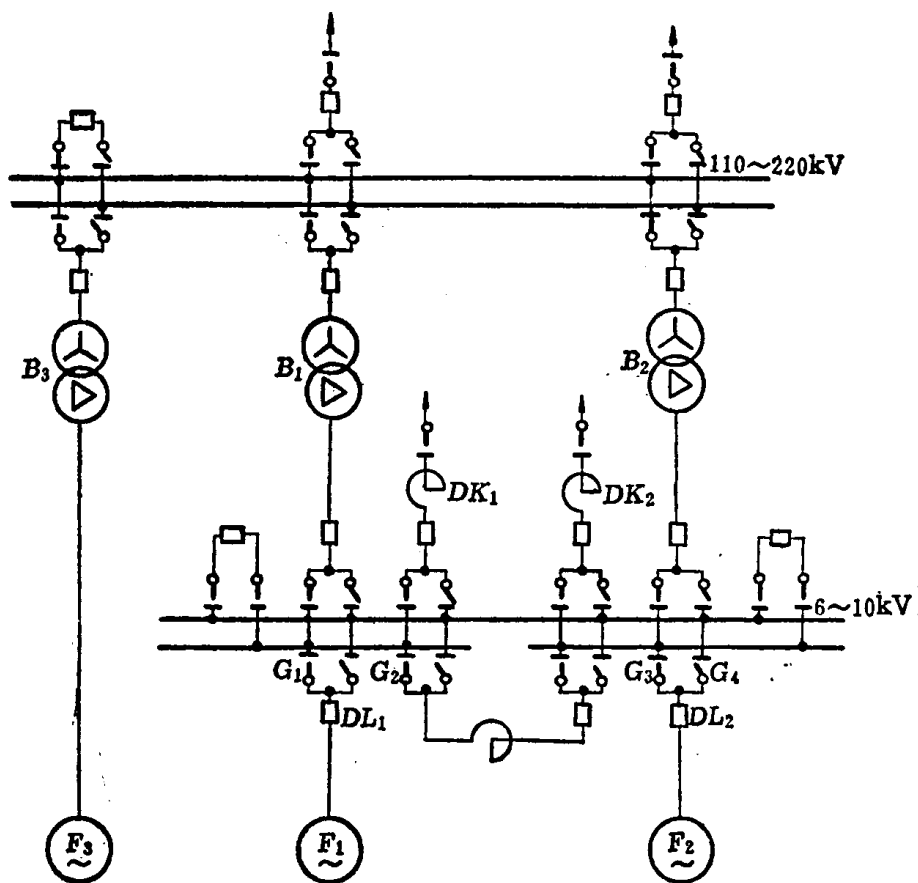 110~220kV
B₃
B₁
B₂
DK₁
DK₂
6~10kV
G₁
G₂
G₃
G₄
DL₁
DL₂
F₃
~
F₁
~
F₂
~